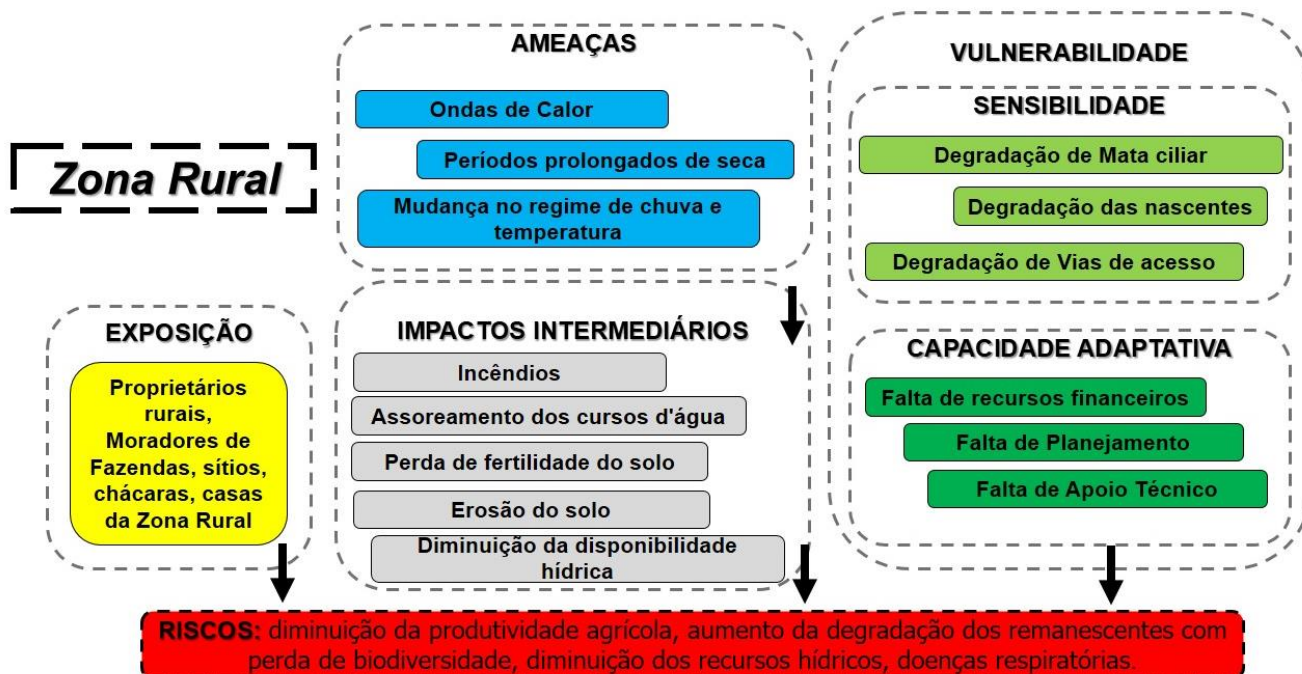 Zona Rural
AMEAÇAS
Ondas de Calor
Períodos prolongados de seca
Mudança no regime de chuva e
temperatura
VULNERABILIDADE
SENSIBILIDADE
Degradação de Mata ciliar
Degradação das nascentes
Degradação de Vias de acesso
EXPOSIÇÃO
Proprietários
rurais,
Moradores de
Fazendas, sítios,
chácaras, casas
da Zona Rural
IMPACTOS INTERMEDIÁRIOS
Incêndios
Assoreamento dos cursos d'água
Perda de fertilidade do solo
Erosão do solo
Diminuição da disponibilidade
hídrica
CAPACIDADE ADAPTATIVA
Falta de recursos financeiros
Falta de Planejamento
Falta de Apoio Técnico
RISCOS: diminuição da produtividade agrícola, aumento da degradação dos remanescentes com
perda de biodiversidade, diminuição dos recursos hídricos, doenças respiratórias.